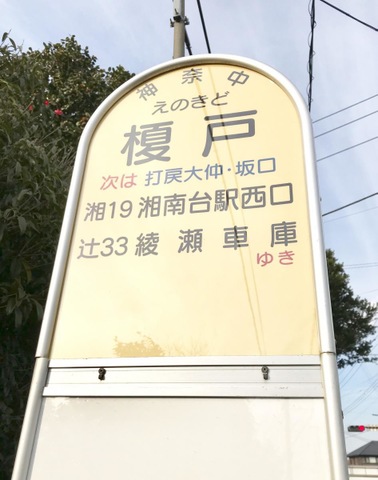 神奈中
えのきど
榎戸
次は 打戻大仲・坂口
湘19 湘南台駅西口
辻33 綾瀬車庫
ゆき